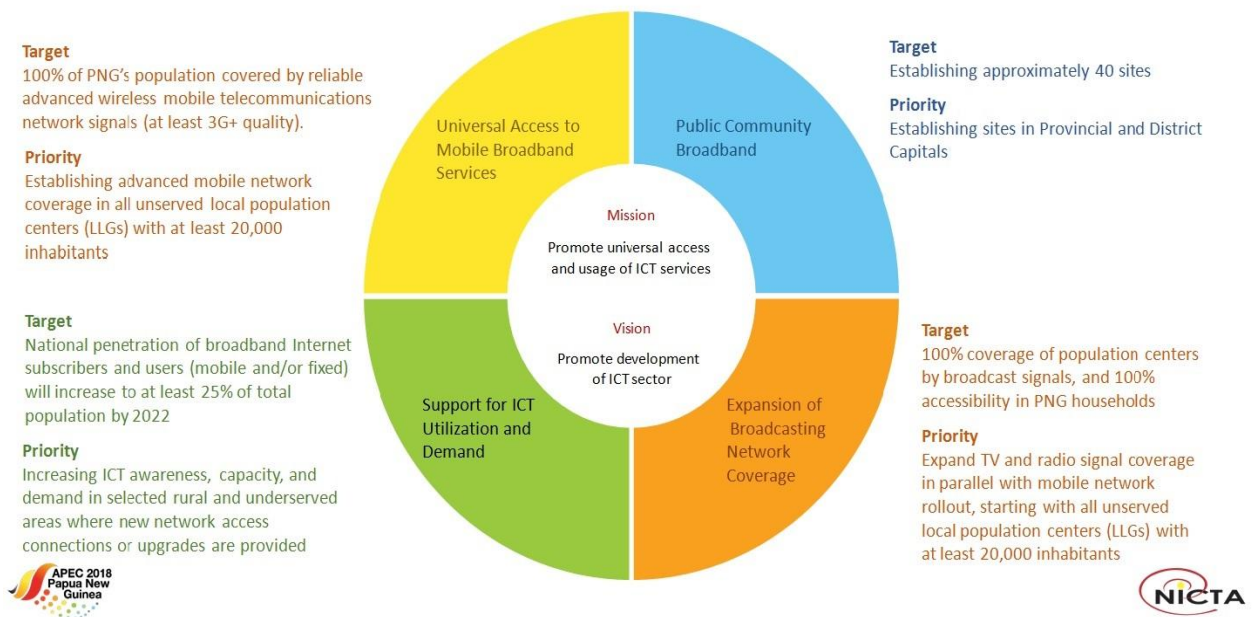 Target
100% of PNG's population covered by reliable
advanced wireless mobile telecommunications
network signals (at least 3G+ quality).
Priority
Establishing advanced mobile network
coverage in all unserved local population
centers (LLGs) with at least 20,000
inhabitants
Universal Access to
Mobile Broadband
Services
Public Community
Broadband
Target
Establishing approximately 40 sites
Priority
Establishing sites in Provincial and District
Capitals
Mission
Promote universal access
and usage of ICT services
Vision
Promote development
of ICT sector
Target
National penetration of broadband Internet
subscribers and users (mobile and/or fixed)
will increase to at least 25% of total
population by 2022
Priority
Increasing ICT awareness, capacity, and
demand in selected rural and underserved
areas where new network access
connections or upgrades are provided
Support for ICT
Utilization and
Demand
Expansion of
Broadcasting
Network
Coverage
Target
100% coverage of population centers
by broadcast signals, and 100%
accessibility in PNG households
Priority
Expand TV and radio signal coverage
in parallel with mobile network
rollout, starting with all unserved
local population centers (LLGs) with
at least 20,000 inhabitants
APEC 2018
Papua New
Guinea
NICTA